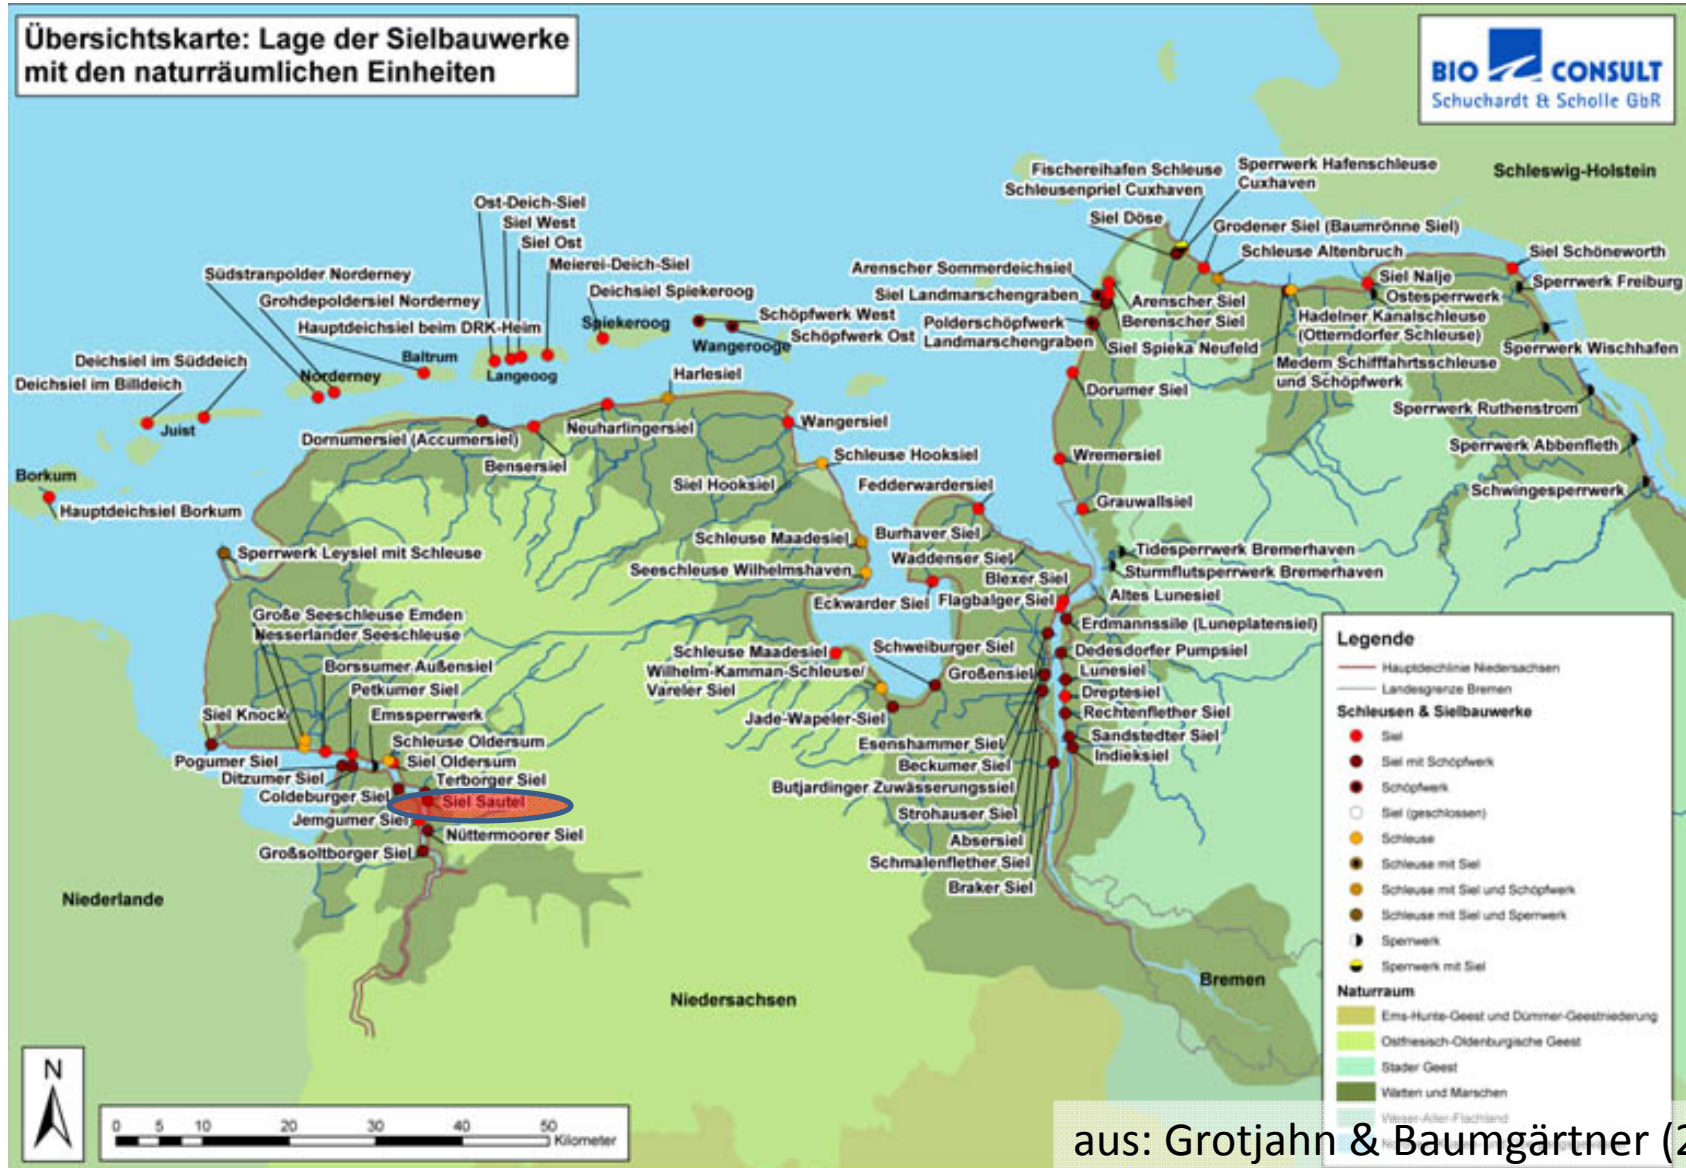 Übersichtskarte: Lage der Sielbauwerke
mit den naturräumlichen Einheiten
BIO CONSULT
Schuchardt & Scholle GbR
Schleswig-Holstein
Fischereihafen Schleuse
Schleusenpriel Cuxhaven
Sperrwerk Hafenschleuse
Cuxhaven
Siel Döse
Grodener Siel (Baumrönne Siel)
Schleuse Altenbruch
Siel Schöneworth
Siel Nalje
Sperrwerk Freiburg
Ostesperrwerk
Arenscher Sommerdeichsiel
Siel Landmarschengraben
Arenscher Siel
Berenscher Siel
Polderschöpfwerk
Landmarschengraben
Siel Spieka Neufeld
Hadelner Kanalschleuse
(Otterndorfer Schleuse)
Medem Schifffahrtsschleuse
und Schöpfwerk
Sperrwerk Wischhafen
Sperrwerk Ruthenstrom
Sperrwerk Abbenfleth
Schwingesperrwerk
Dorumer Siel
Wremersiel
Grauwallsiel
Tidesperrwerk Bremerhaven
Sturmflutsperrwerk Bremerhaven
Altes Lunesiel
Ost-Deich-Siel
Siel West
Siel Ost
Meierei-Deich-Siel
Südstranpolder Norderney
Grohdepoldersiel Norderney
Hauptdeichsiel beim DRK-Heim
Deichsiel Spiekeroog
Spiekeroog
Schöpfwerk West
Schöpfwerk Ost
Wangerooge
Baltrum
Langeoog
Norderney
Deichsiel im Süddeich
Deichsiel im Billdeich
Juist
Borkum
Hauptdeichsiel Borkum
Harlesiel
Neuharlingersiel
Dornumersiel (Accumersiel)
Bensersiel
Wangersiel
Schleuse Hooksiel
Siel Hooksiel
Fedderwardersiel
Schleuse Maadesiel
Seeschleuse Wilhelmshaven
Burhaver Siel
Waddenser Siel
Blexer Siel
Eckwarder Siel
Flagbalger Siel
Erdmannssile (Luneplatensiel)
Sperrwerk Leysiel mit Schleuse
Große Seeschleuse Emden
Nesserlander Seeschleuse
Borssumer Außensiel
Petkumer Siel
Emssperrwerk
Siel Knock
Schleuse Oldersum
Siel Oldersum
Pogumer Siel
Ditzumer Siel
Terborger Siel
Coldeburger Siel
Siel Sautel
Jemgumer Siel
Nüttermoorer Siel
Großsoltborger Siel
Schleuse Maadesiel
Wilhelm-Kamman-Schleuse/
Vareler Siel
Schweiburger Siel
Jade-Wapeler-Siel
Großensiel
Dedesdorfer Pumpsiel
Lunesiel
Dreptesiel
Rechtenflether Siel
Sandstedter Siel
Indieksiel
Esenshammer Siel
Beckumer Siel
Butjardinger Zuwässerungssiel
Strohauser Siel
Absersiel
Schmalenflether Siel
Braker Siel
Niederlande
Niedersachsen
Bremen
N
0 5 10 20 30 40 50
Kilometer
Legende
Hauptdeichlinie Niedersachsen
Landesgrenze Bremen
Schleusen & Sielbauwerke
Siel
Siel mit Schöpfwerk
Schöpfwerk
Siel (geschlossen)
Schleuse
Schleuse mit Siel
Schleuse mit Siel und Schöpfwerk
Schleuse mit Siel und Sperrwerk
Sperrwerk
Sperrwerk mit Siel
Naturraum
Ems-Hunte-Geest und Dümmer-Geestniederung
Ostfriesisch-Oldenburgische Geest
Stader Geest
Watten und Marschen
Weser-Aller-Flachland
aus: Grotjahn & Baumgärtner (2